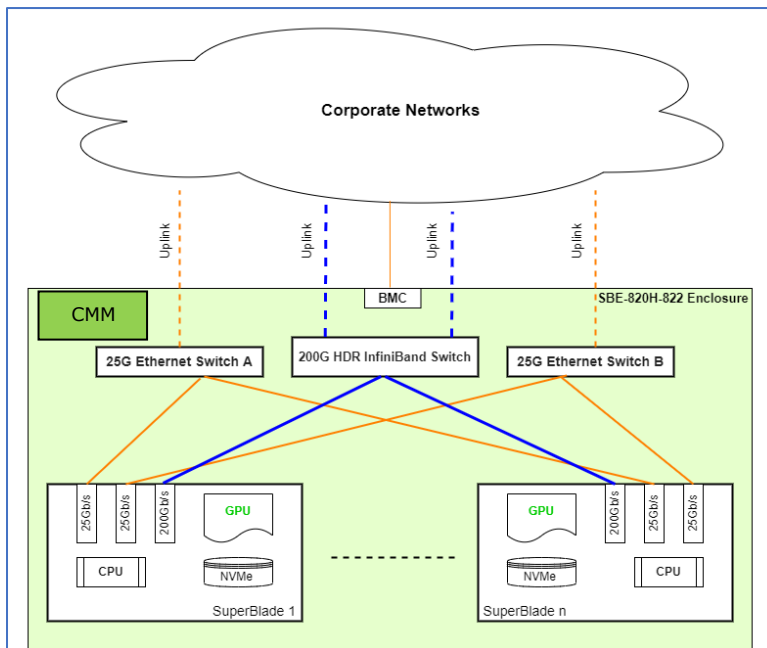 Corporate Networks
Uplink
Uplink
Uplink
Uplink
CMM
BMC
SBE-820H-822 Enclosure
25G Ethernet Switch A
200G HDR InfiniBand Switch
25G Ethernet Switch B
25Gb/s
25Gb/s
200Gb/s
GPU
CPU
NVMe
SuperBlade 1
GPU
200Gb/s
25Gb/s
25Gb/s
NVMe
CPU
SuperBlade n